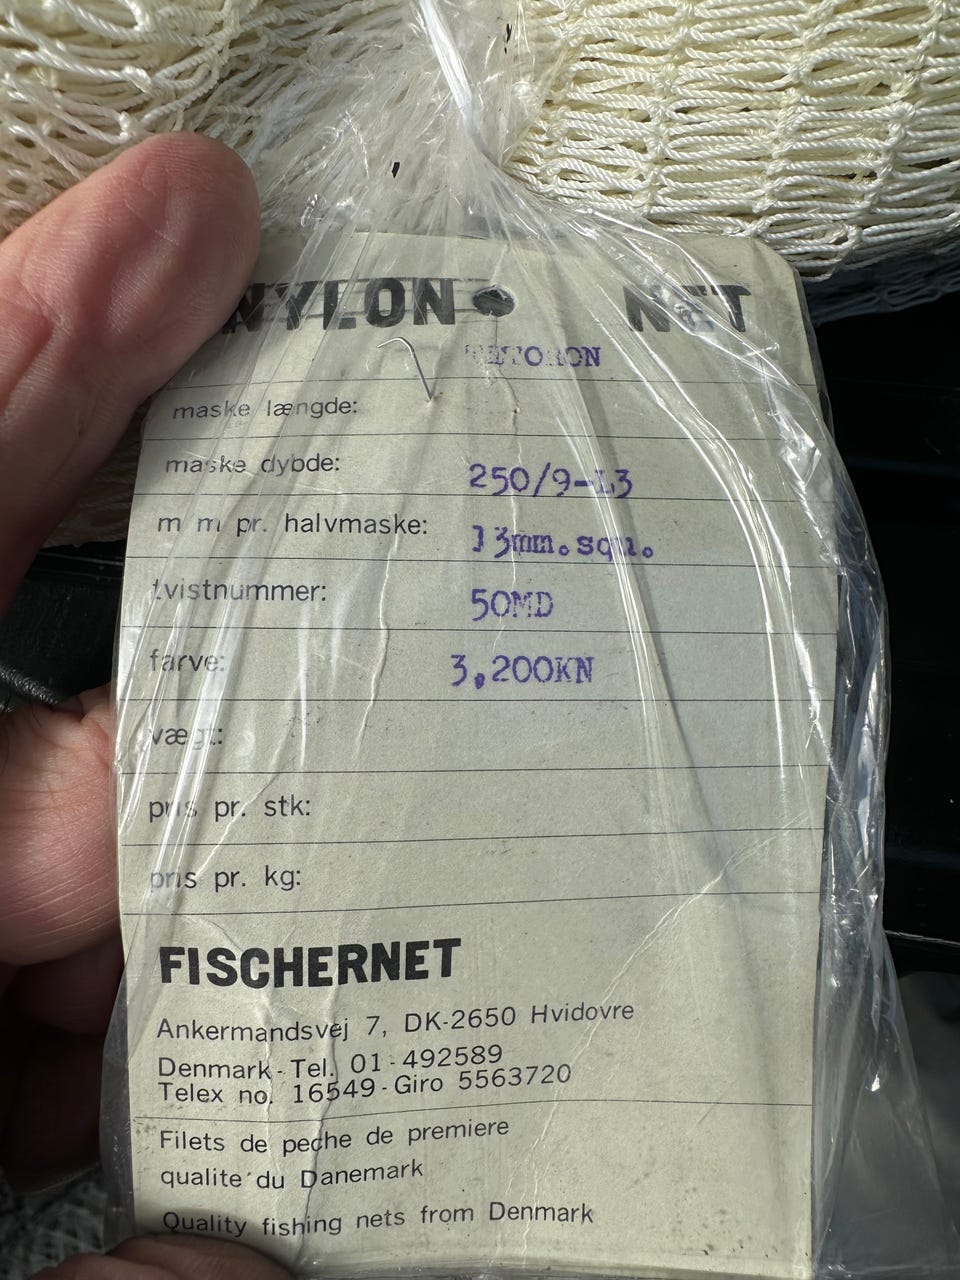 NYLON NET
TETORON
maske længde:
maske dybde: 250/9-L3
m m pr. halvmaske: 13mm.squ.
tvistnummer: 50MD
farve: 3,200KN
vægt:
pris pr. stk:
pris pr. kg:
FISCHERNET
Ankermandsvej 7, DK-2650 Hvidovre
Denmark - Tel. 01 - 492589
Telex no. 16549 - Giro 5563720
Filets de peche de premiere
qualite´du Danemark
Quality fishing nets from Denmark